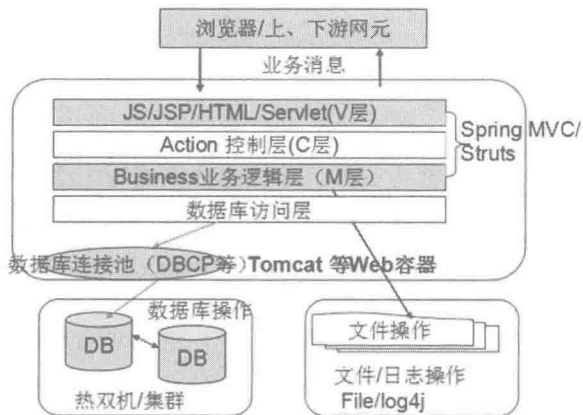 浏览器/上、下游网元
业务消息
JS/JSP/HTML/Servlet(V层)
Action 控制层(C层)
Business业务逻辑层（M层）
数据库访问层
Spring MVC/
Struts
数据库连接池（DBCP等）Tomcat 等Web容器
数据库操作
DB
DB
热双机/集群
文件操作
文件/日志操作
File/log4j